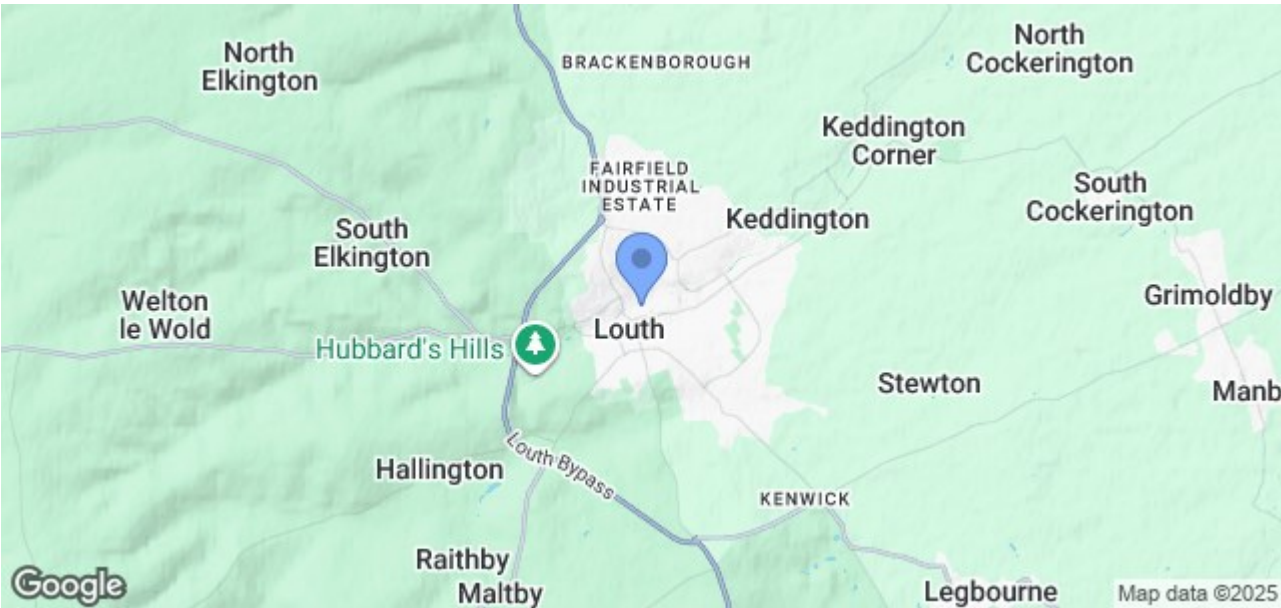 North
Elkington
BRACKENBOROUGH
North
Cockerington
Keddington
Corner
FAIRFIELD
INDUSTRIAL
ESTATE
South
Cockerington
Keddington
South
Elkington
Welton
le Wold
Grimoldby
Louth
Hubbard's Hills
Stewton
Manb
Hallington
Louth Bypass
KENWICK
Raithby
Maltby
Legbourne
Google
Map data ©2025